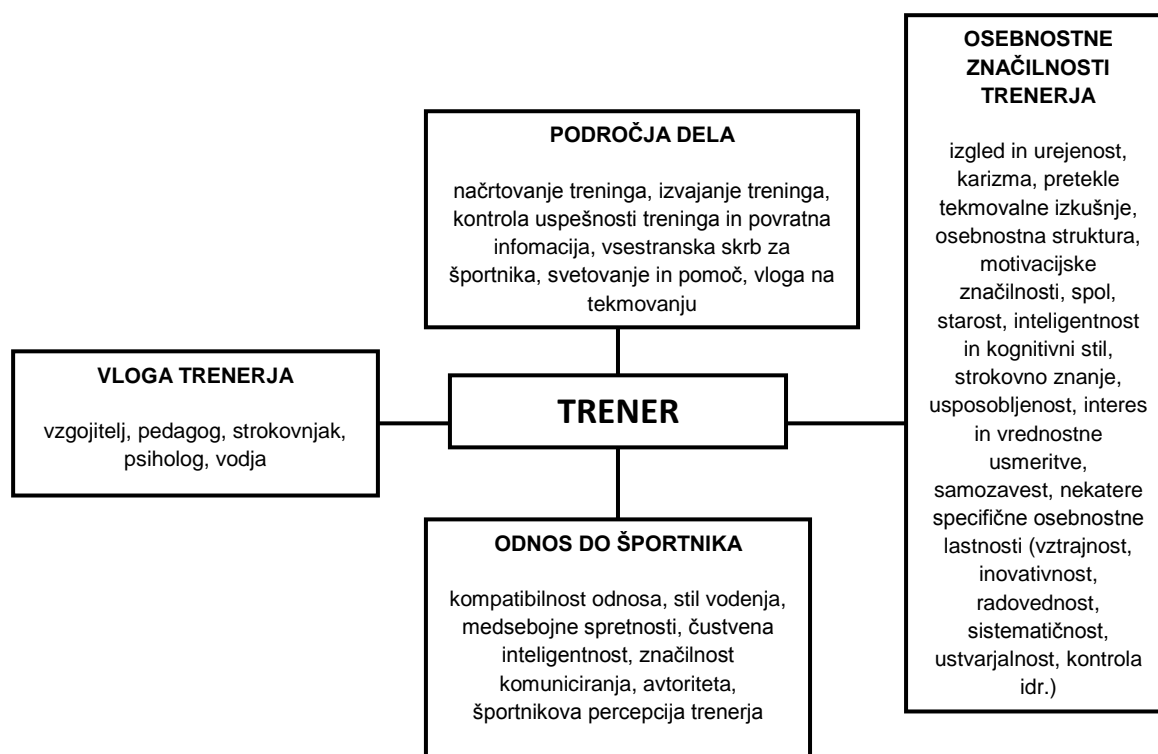 OSEBNOSTNE
ZNAČILNOSTI
TRENERJA
izgled in urejenost,
karizma, pretekle
tekmovalne izkušnje,
osebnostna struktura,
motivacijske
značilnosti, spol,
starost, inteligentnost
in kognitivni stil,
strokovno znanje,
usposobljenost, interes
in vrednostne
usmeritve,
samozavest, nekatere
specifične osebnostne
lastnosti (vztrajnost,
inovativnost,
radovednost,
sistematičnost,
ustvarjalnost, kontrola
idr.)
PODROČJA DELA
načrtovanje treninga, izvajanje treninga,
kontrola uspešnosti treninga in povratna
infomacija, vsestranska skrb za
športnika, svetovanje in pomoč, vloga na
tekmovanju
VLOGA TRENERJA
vzgojitelj, pedagog, strokovnjak,
psiholog, vodja
TRENER
ODNOS DO ŠPORTNIKA
kompatibilnost odnosa, stil vodenja,
medsebojne spretnosti, čustvena
inteligentnost, značilnost
komuniciranja, avtoriteta,
športnikova percepcija trenerja